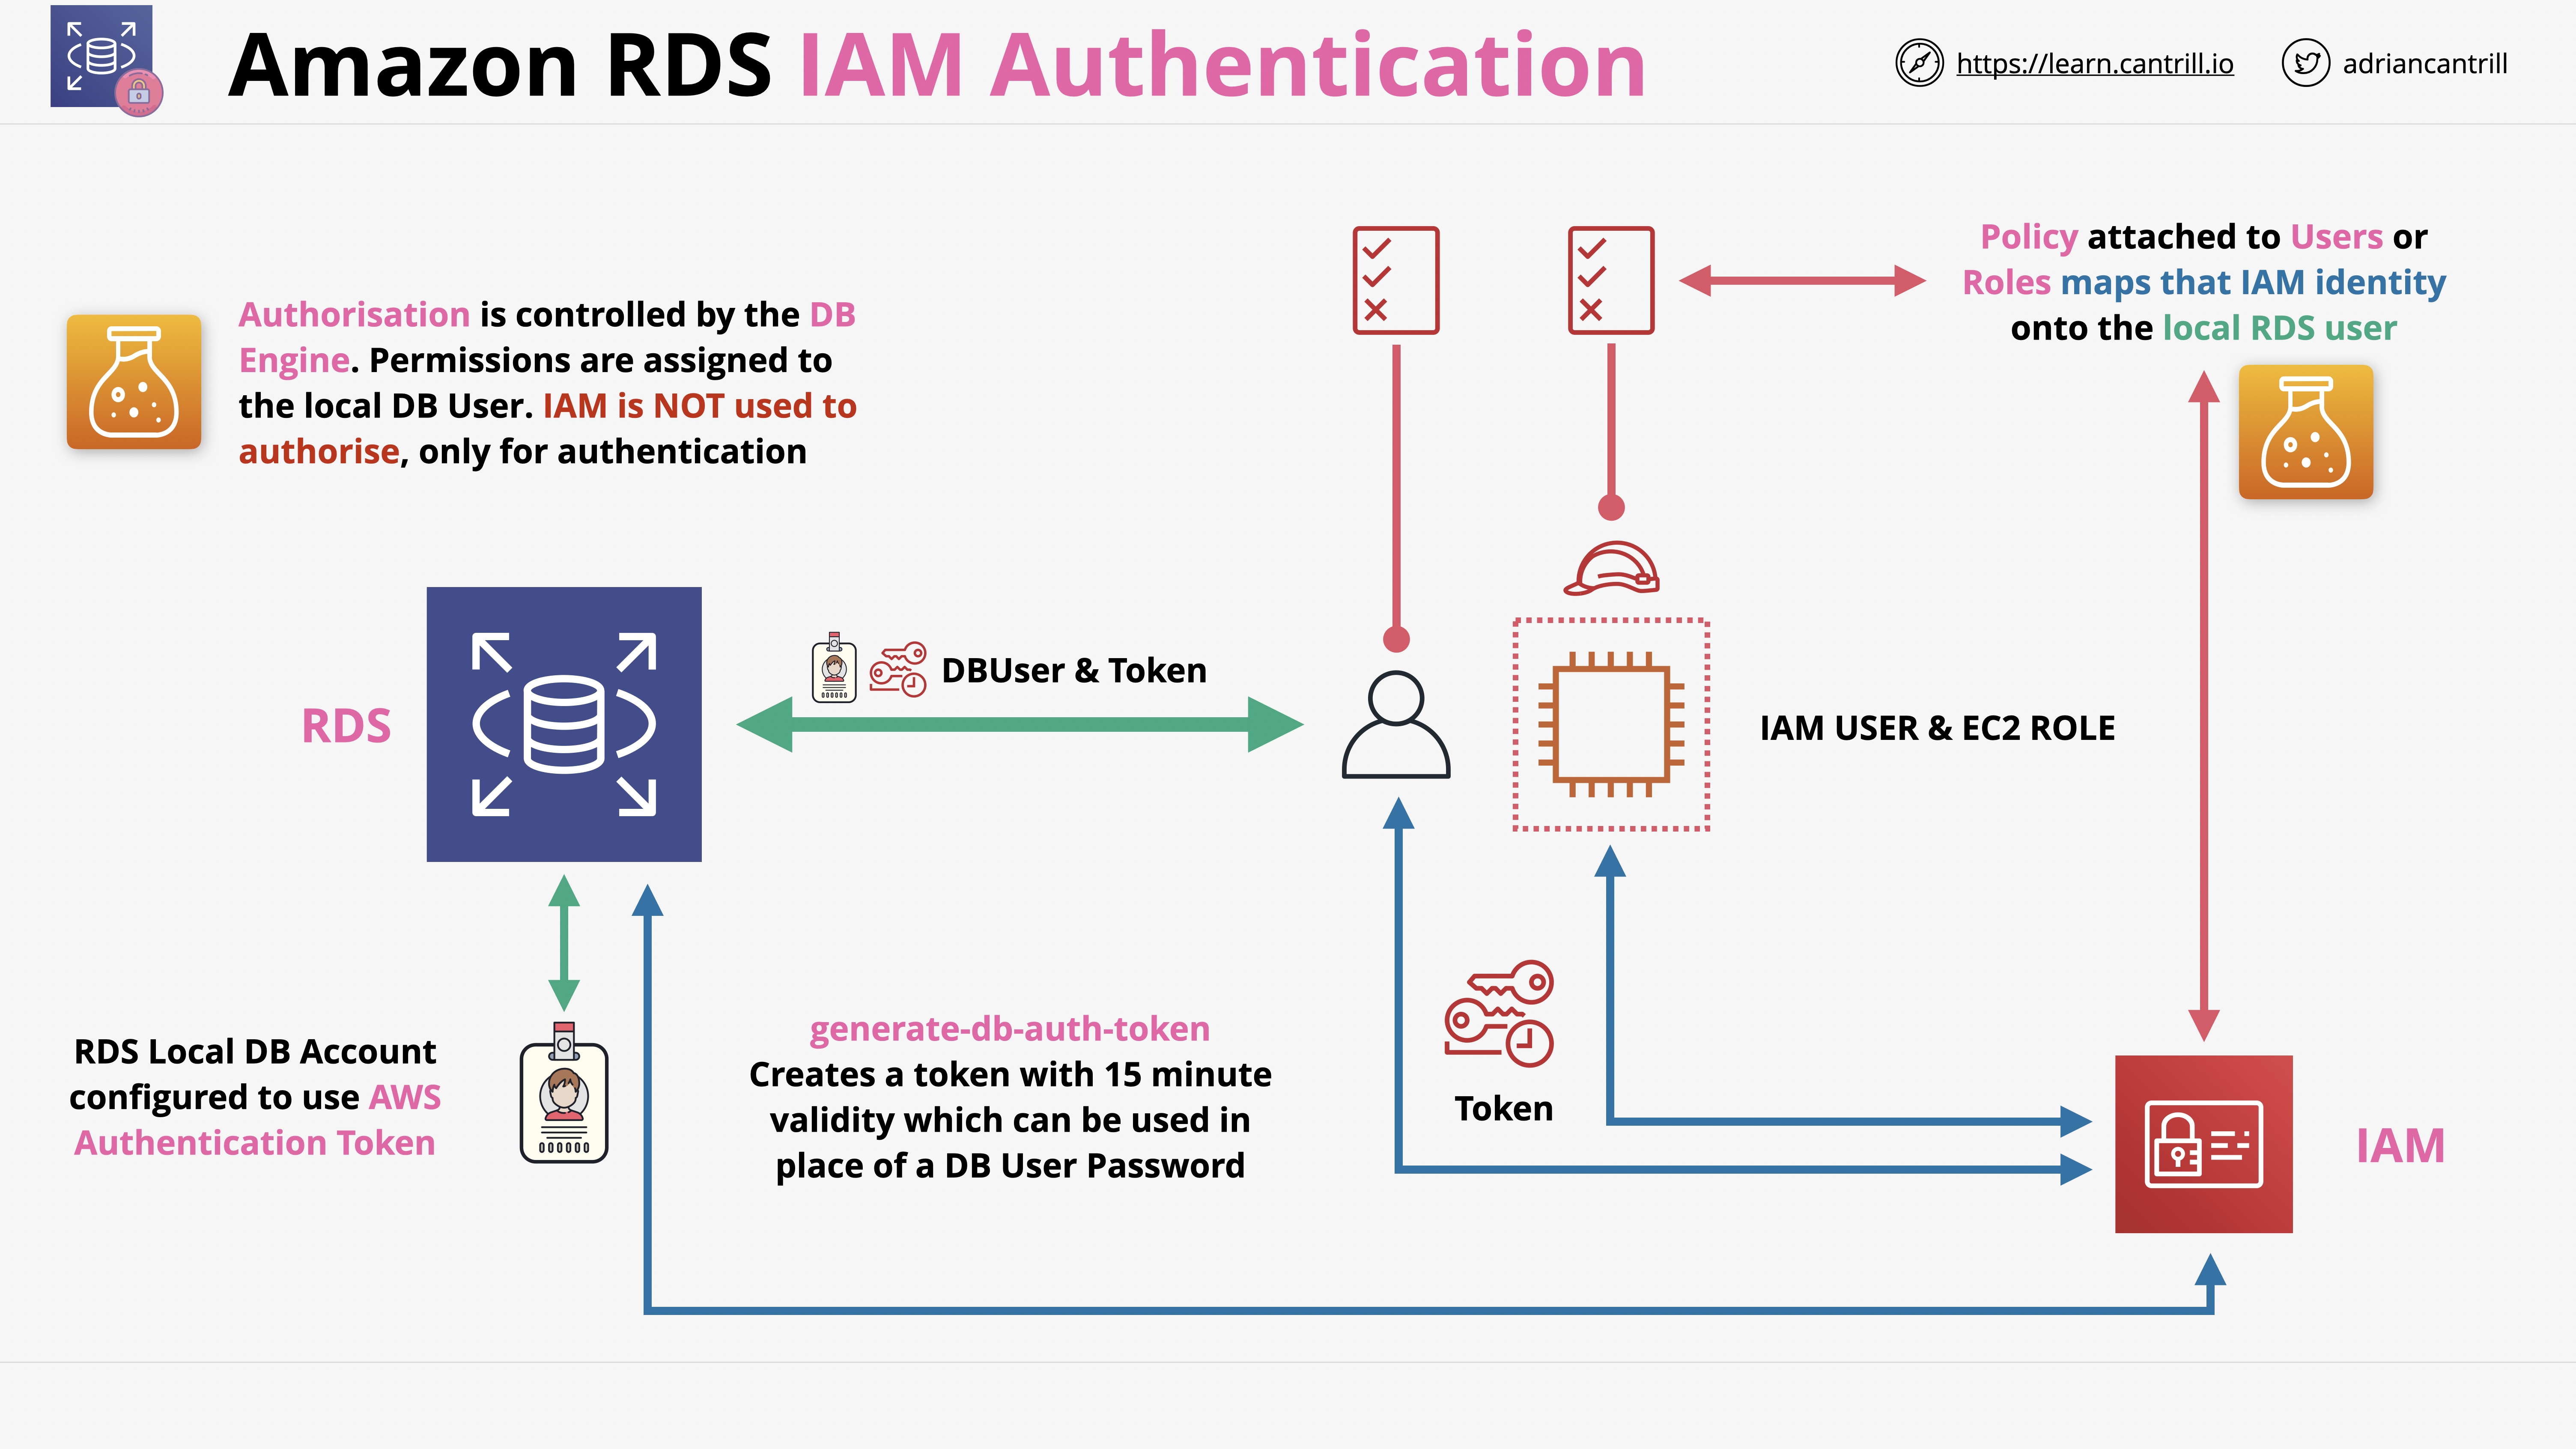 Amazon RDS IAM Authentication
https://learn.cantrill.io
adriancantrill
Policy attached to Users or
Roles maps that IAM identity
onto the local RDS user
Authorisation is controlled by the DB
Engine. Permissions are assigned to
the local DB User. IAM is NOT used to
authorise, only for authentication
DBUser & Token
RDS
IAM USER & EC2 ROLE
RDS Local DB Account
configured to use AWS
Authentication Token
generate-db-auth-token
Creates a token with 15 minute
validity which can be used in
place of a DB User Password
Token
IAM